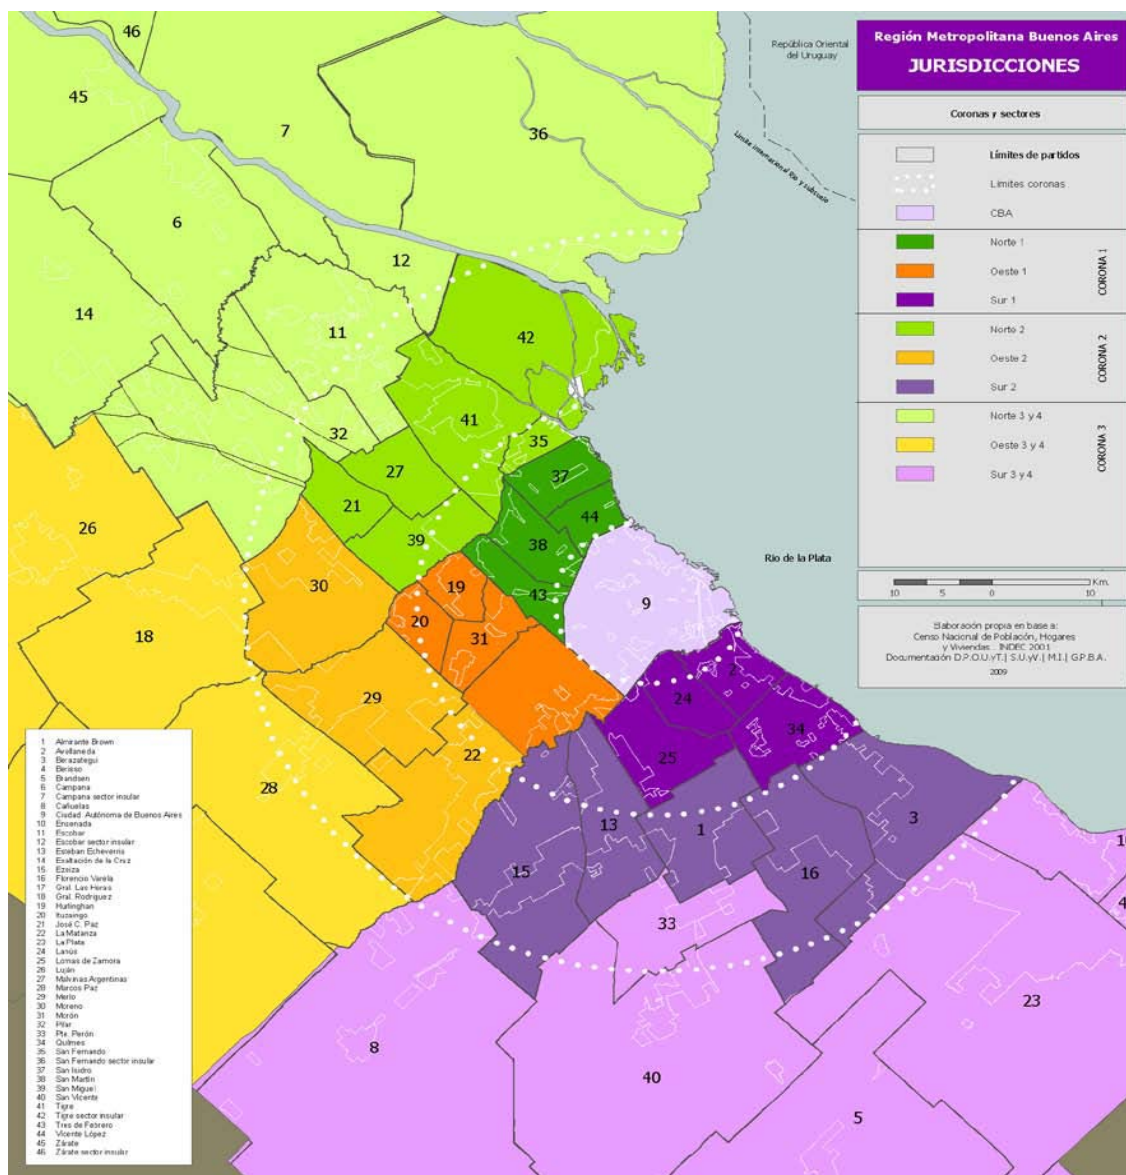 Región Metropolitana Buenos Aires
JURISDICCIONES
Coronas y sectores
Límites de partidos
Límites coronas
CBA
Norte 1
Oeste 1
Sur 1
CORONA 1
Norte 2
Oeste 2
Sur 2
CORONA 2
Norte 3 y 4
Oeste 3 y 4
Sur 3 y 4
CORONA 3
Km.
10 5 0 10
Elaboración propia en base a:
Censo Nacional de Población, Hogares
y Viviendas . INDEC 2001
Documentación D.P.O.U.yT.| S.U.yV.| M.I.| G.P.B.A.
2009
República Oriental
del Uruguay
Límite internacional Río y subsuelo
Río de la Plata
46
45
7
36
6
12
14
11
42
32
41
35
27
37
21
44
26
39
38
30
19
43
9
18
20
31
29
24
2
22
25
34
28
13
1
3
15
16
33
23
8
40
5
1 Almirante Brown
2 Avellaneda
3 Berazategui
4 Berisso
5 Brandsen
6 Campana
7 Campana sector insular
8 Cañuelas
9 Ciudad Autónoma de Buenos Aires
10 Ensenada
11 Escobar
12 Escobar sector insular
13 Esteban Echeverría
14 Exaltación de la Cruz
15 Ezeiza
16 Florencio Varela
17 Gral. Las Heras
18 Gral. Rodríguez
19 Hurlinghan
20 Ituzaingo
21 José C. Paz
22 La Matanza
23 La Plata
24 Lanús
25 Lomas de Zamora
26 Luján
27 Malvinas Argentinas
28 Marcos Paz
29 Merlo
30 Moreno
31 Morón
32 Pilar
33 Pte. Perón
34 Quilmes
35 San Fernando
36 San Fernando sector insular
37 San Isidro
38 San Martín
39 San Miguel
40 San Vicente
41 Tigre
42 Tigre sector insular
43 Tres de Febrero
44 Vicente López
45 Zárate
46 Zárate sector insular